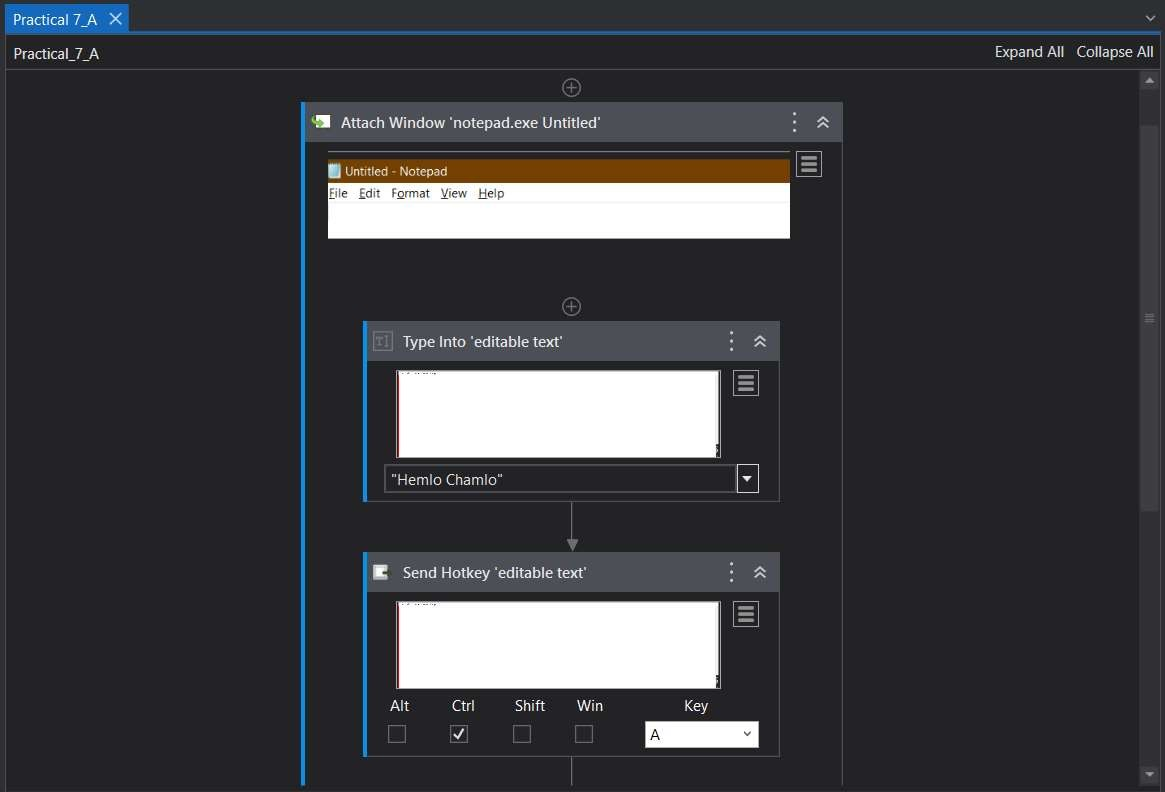 Practical 7_A
Practical_7_A
Expand All Collapse All
Attach Window 'notepad.exe Untitled'
Untitled - Notepad
File Edit Format View Help
Type Into 'editable text'
"Hemlo Chamlo"
Send Hotkey 'editable text'
Alt Ctrl Shift Win Key
A